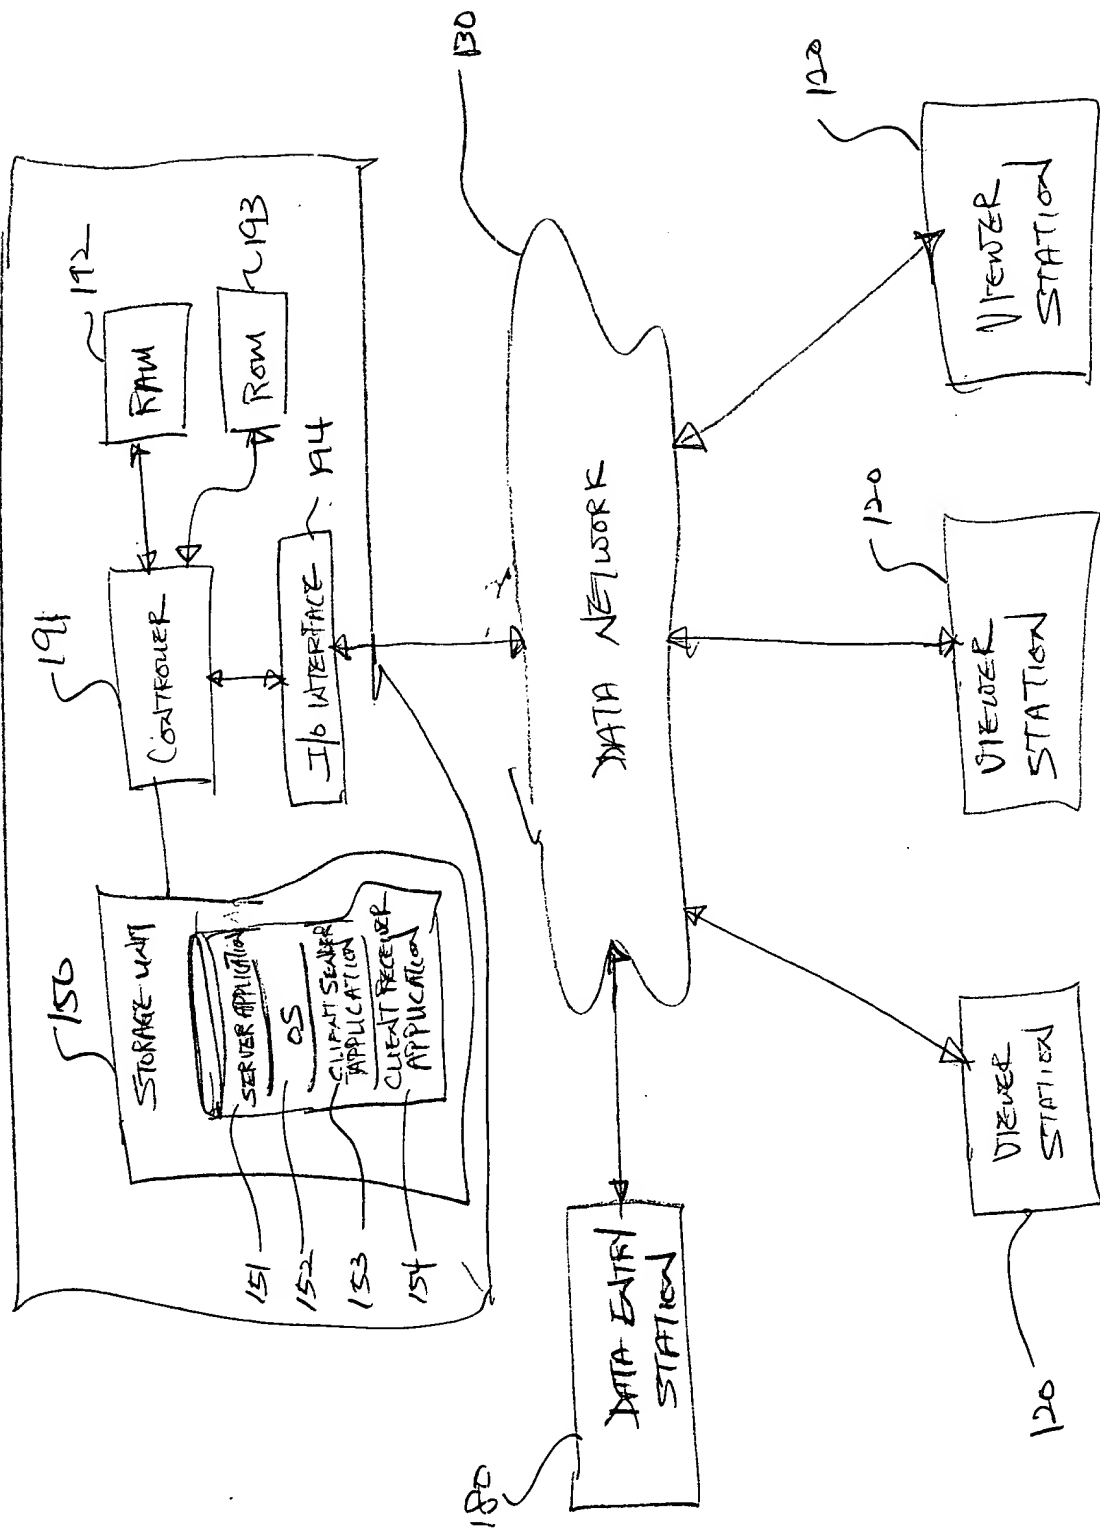 150
STORAGE UNIT
SERVER APPLICATION
OS
CLIENT SENDER
APPLICATION
CLIENT RECEIVER
APPLICATION
151
152
153
154
191
CONTROLLER
192
RAM
193
ROM
I/O INTERFACE
194
130
DATA NETWORK
180
DATA ENTRY
STATION
VIEWER
STATION
120
VIEWER
STATION
120
VIEWER
STATION
120